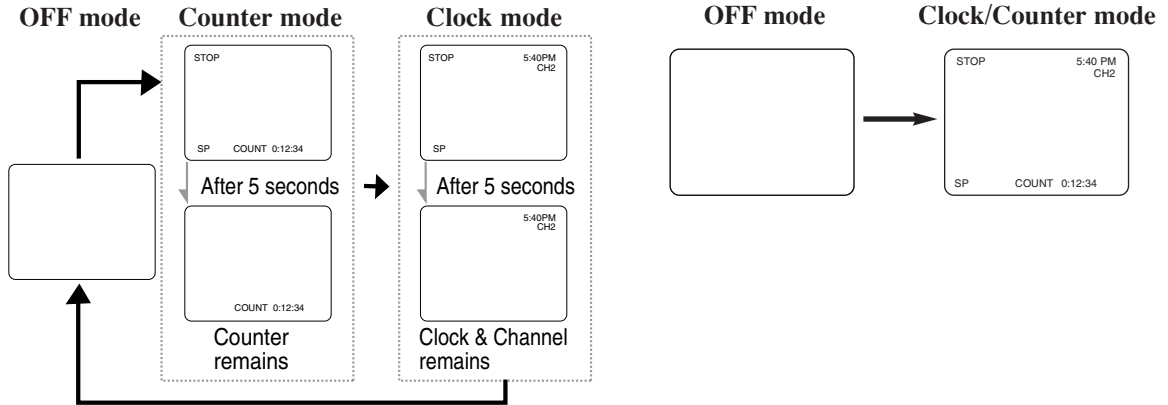 OFF mode
Counter mode
Clock mode
STOP
SP COUNT 0:12:34
After 5 seconds
COUNT 0:12:34
Counter
remains
STOP 5:40PM
CH2
SP
After 5 seconds
5:40PM
CH2
Clock & Channel
remains
OFF mode
Clock/Counter mode
STOP 5:40 PM
CH2
SP COUNT 0:12:34